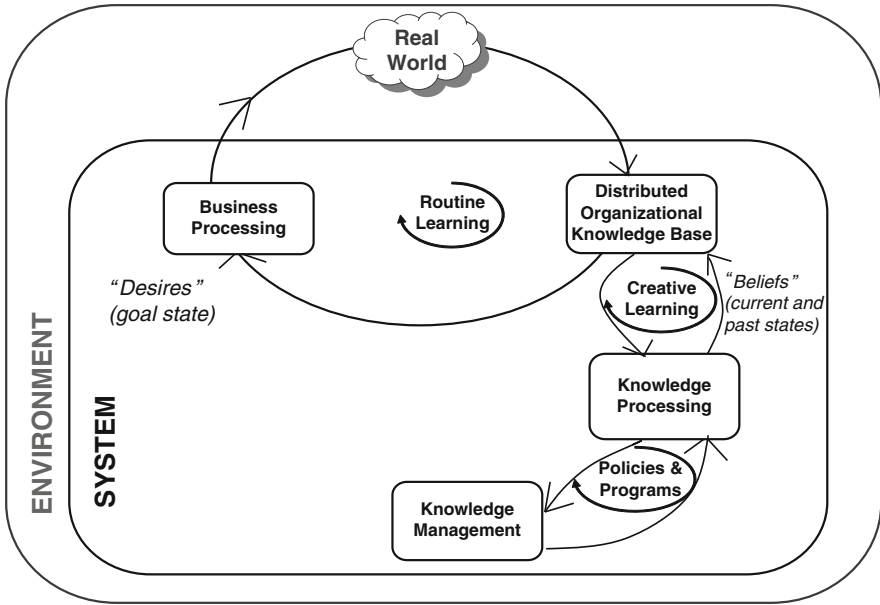 Real
World
Business
Processing
Routine
Learning
Distributed
Organizational
Knowledge Base
“Desires”
(goal state)
Creative
Learning
“Beliefs”
(current and
past states)
Knowledge
Processing
Policies &
Programs
Knowledge
Management
ENVIRONMENT
SYSTEM